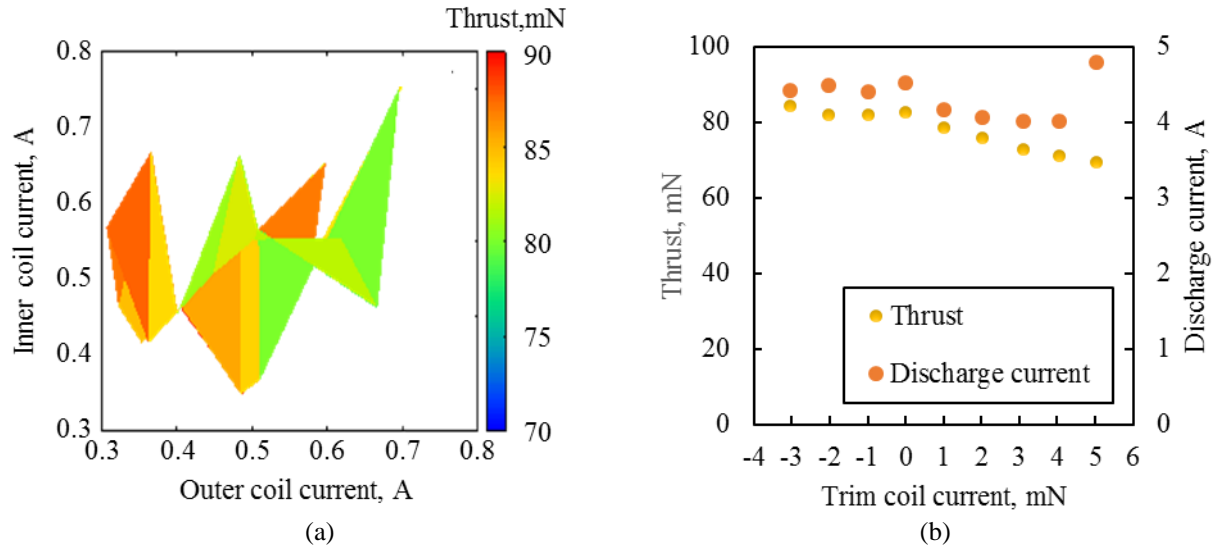 Thrust,mN
0.8
0.7
0.6
0.5
0.4
0.3
Inner coil current, A
0.3 0.4 0.5 0.6 0.7 0.8
Outer coil current, A
90
85
80
75
70
(a)
100
80
60
40
20
0
Thrust, mN
5
4
3
2
1
0
Discharge current, A
Thrust
Discharge current
-4 -3 -2 -1 0 1 2 3 4 5 6
Trim coil current, mN
(b)